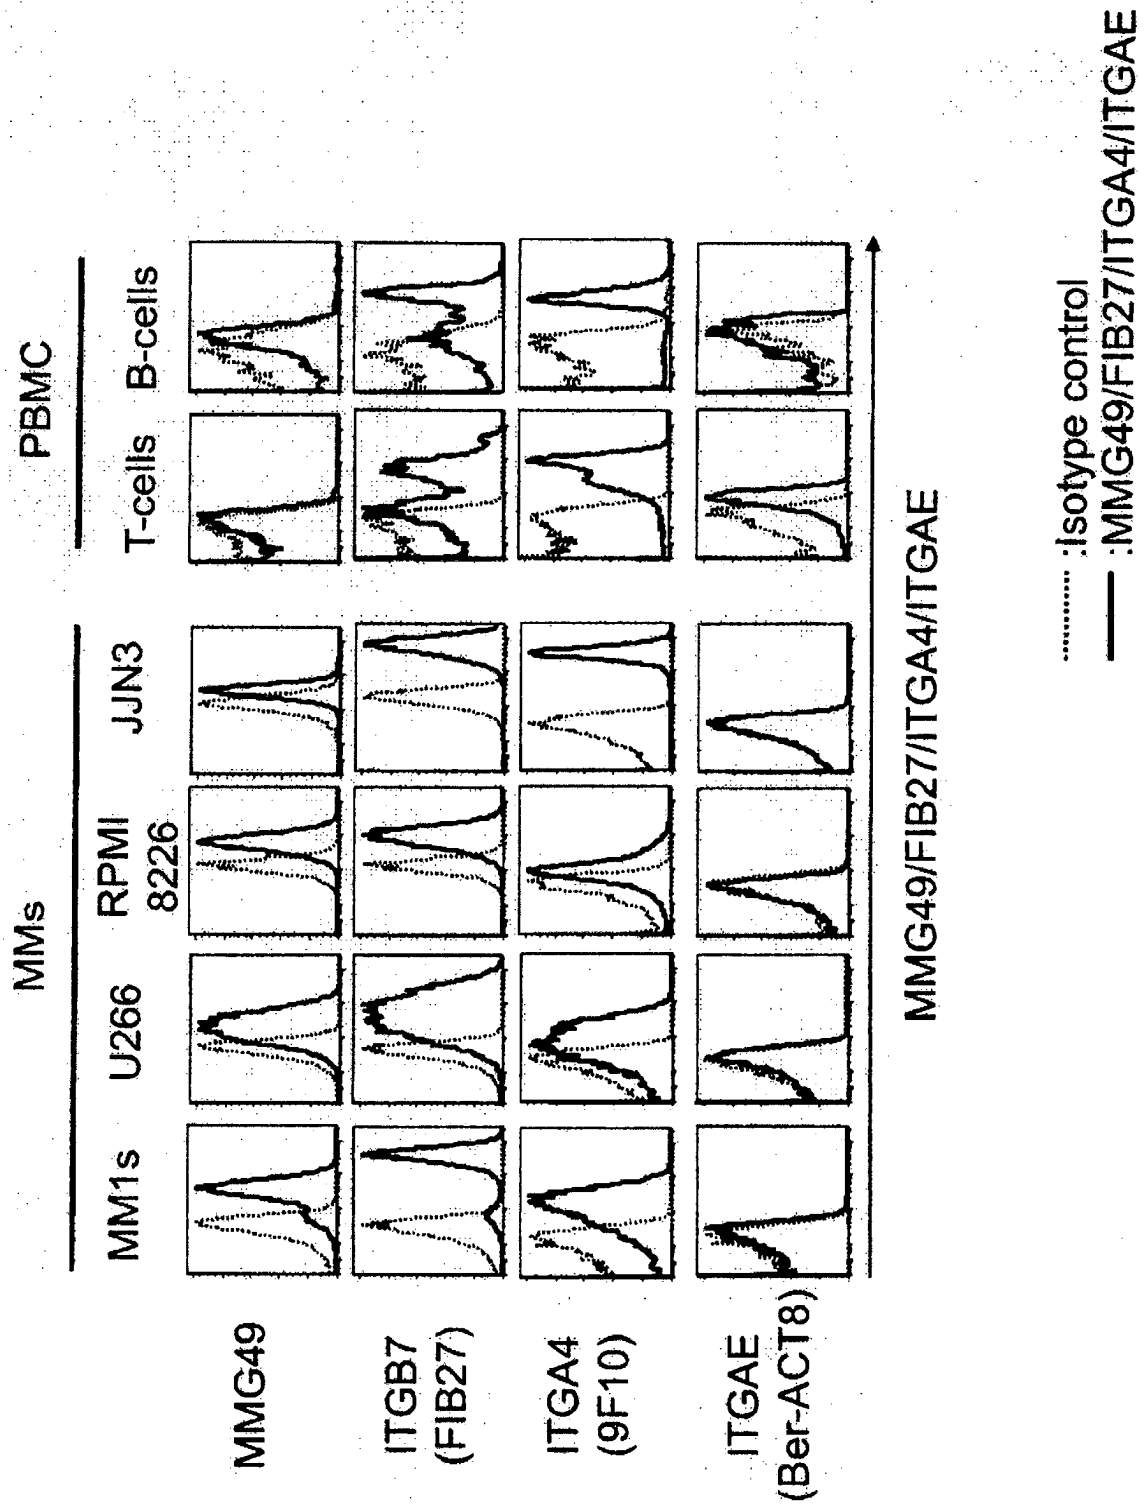 MMs
PBMC
MM1s
U266
RPMI
8226
JJN3
T-cells
B-cells
MMG49
ITGB7
(FIB27)
ITGA4
(9F10)
ITGAE
(Ber-ACT8)
MMG49/FIB27/ITGA4/ITGAE
:Isotype control
:MMG49/FIB27/ITGA4/ITGAE